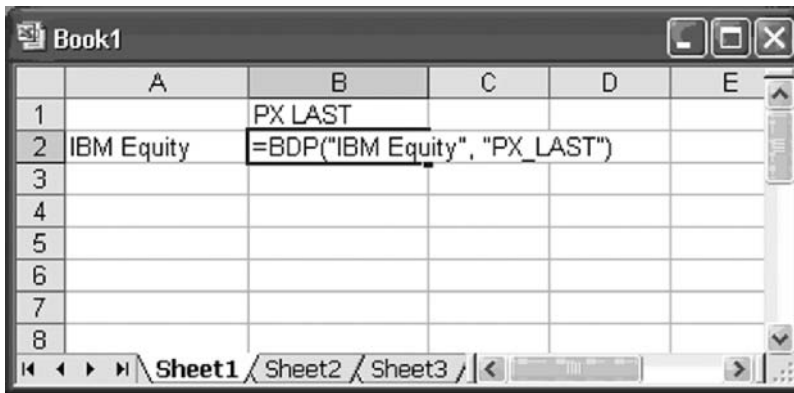 Book1
A B C D E
1 PX LAST
2 IBM Equity =BDP("IBM Equity", "PX_LAST")
3
4
5
6
7
8
Sheet1 Sheet2 Sheet3